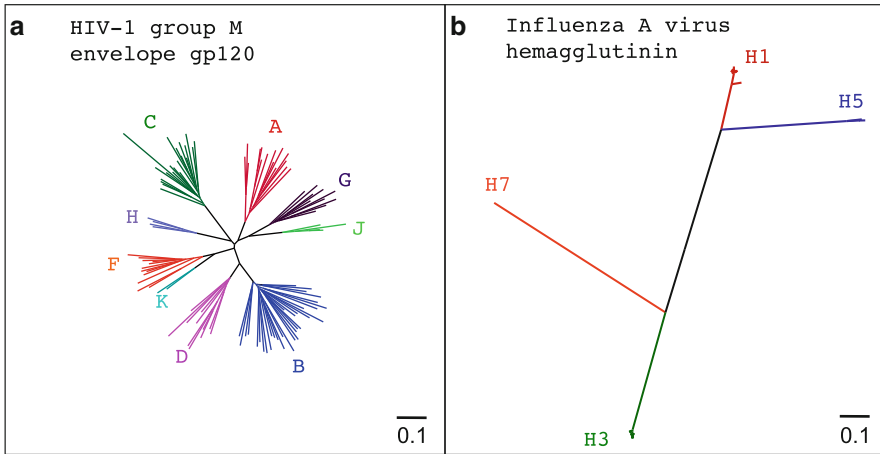 a
HIV-1 group M
envelope gp120
C
A
G
H
J
F
K
D
B
0.1
b
Influenza A virus
hemagglutinin
H1
H5
H7
H3
0.1